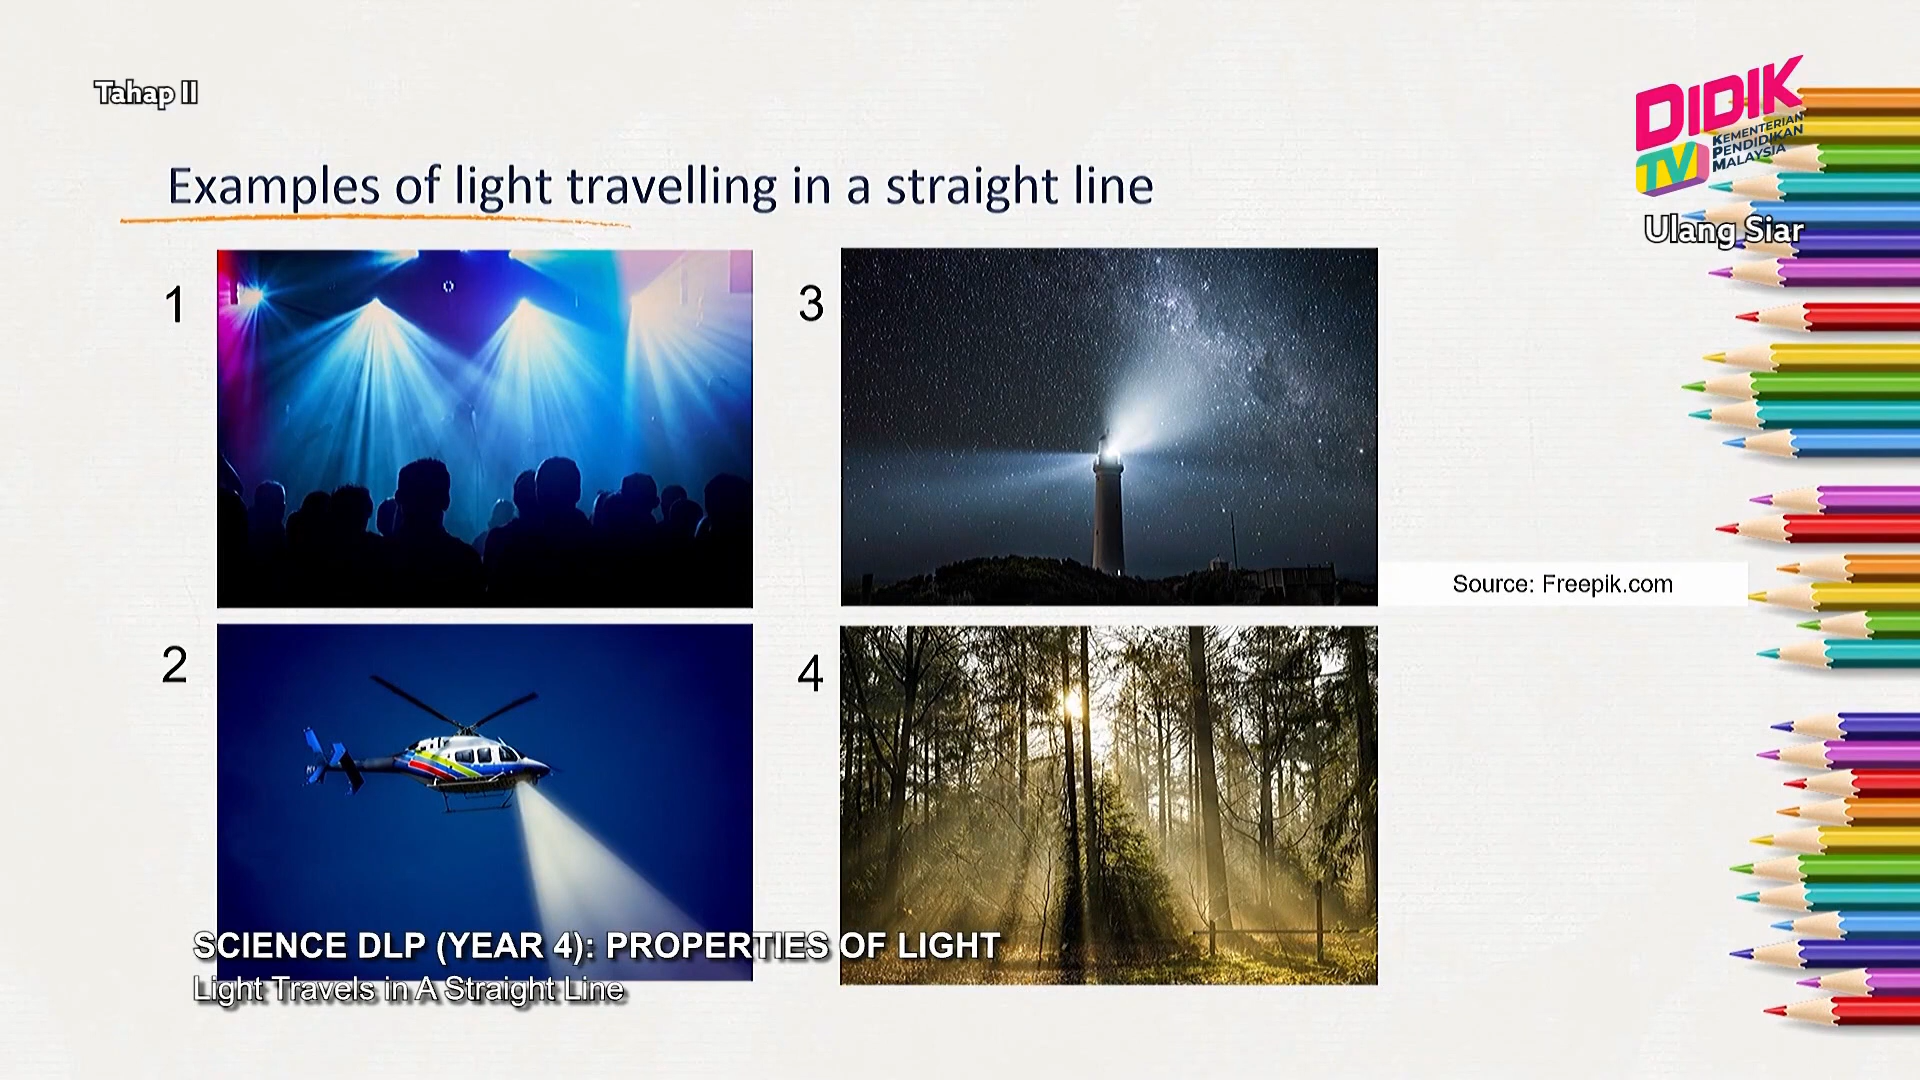 Tahap II
DIDIK
TV
KEMENTERIAN
PENDIDIKAN
MALAYSIA
Ulang Siar
Examples of light travelling in a straight line
1
2
3
4
Source: Freepik.com
SCIENCE DLP (YEAR 4): PROPERTIES OF LIGHT
Light Travels in A Straight Line